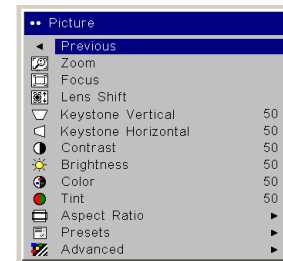 •• Picture
Previous
Zoom
Focus
Lens Shift
Keystone Vertical 50
Keystone Horizontal 50
Contrast 50
Brightness 50
Color 50
Tint 50
Aspect Ratio
Presets
Advanced